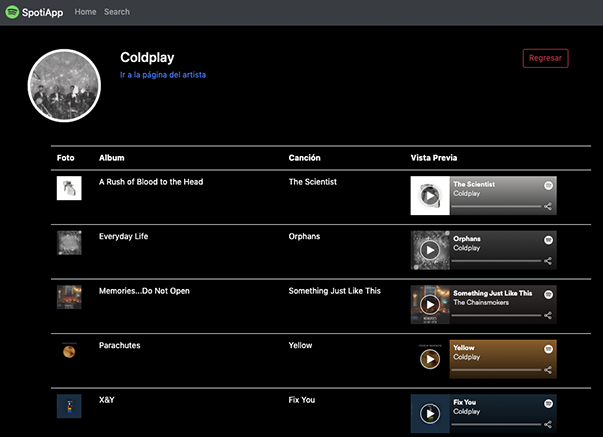 SpotiApp Home Search
Coldplay
Ir a la página del artista
Regresar
Foto Album Canción Vista Previa
A Rush of Blood to the Head The Scientist The Scientist
Coldplay
Everyday Life Orphans Orphans
Coldplay
Memories...Do Not Open Something Just Like This Something Just Like This
The Chainsmokers
Parachutes Yellow Yellow
Coldplay
X&Y Fix You Fix You
Coldplay